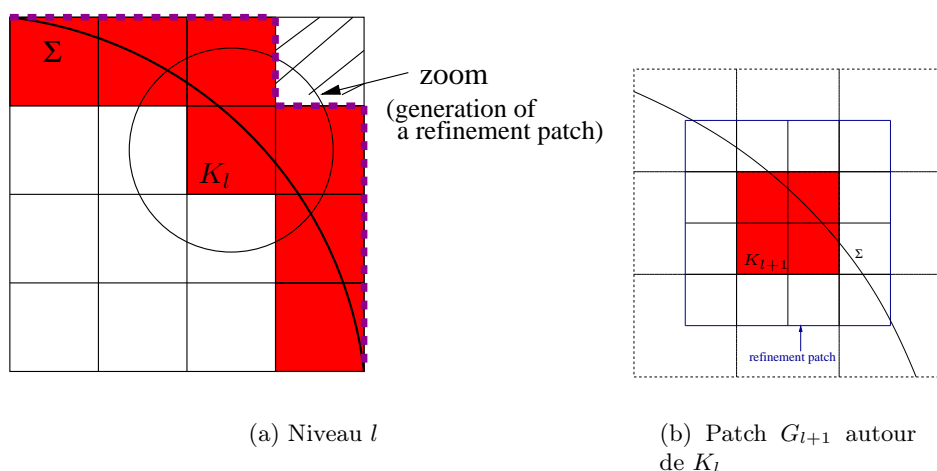 Σ
zoom
(generation of
a refinement patch)
K_l
K_{l+1}
Σ
refinement patch
(a) Niveau l
(b) Patch G_{l+1} autour
de K_l